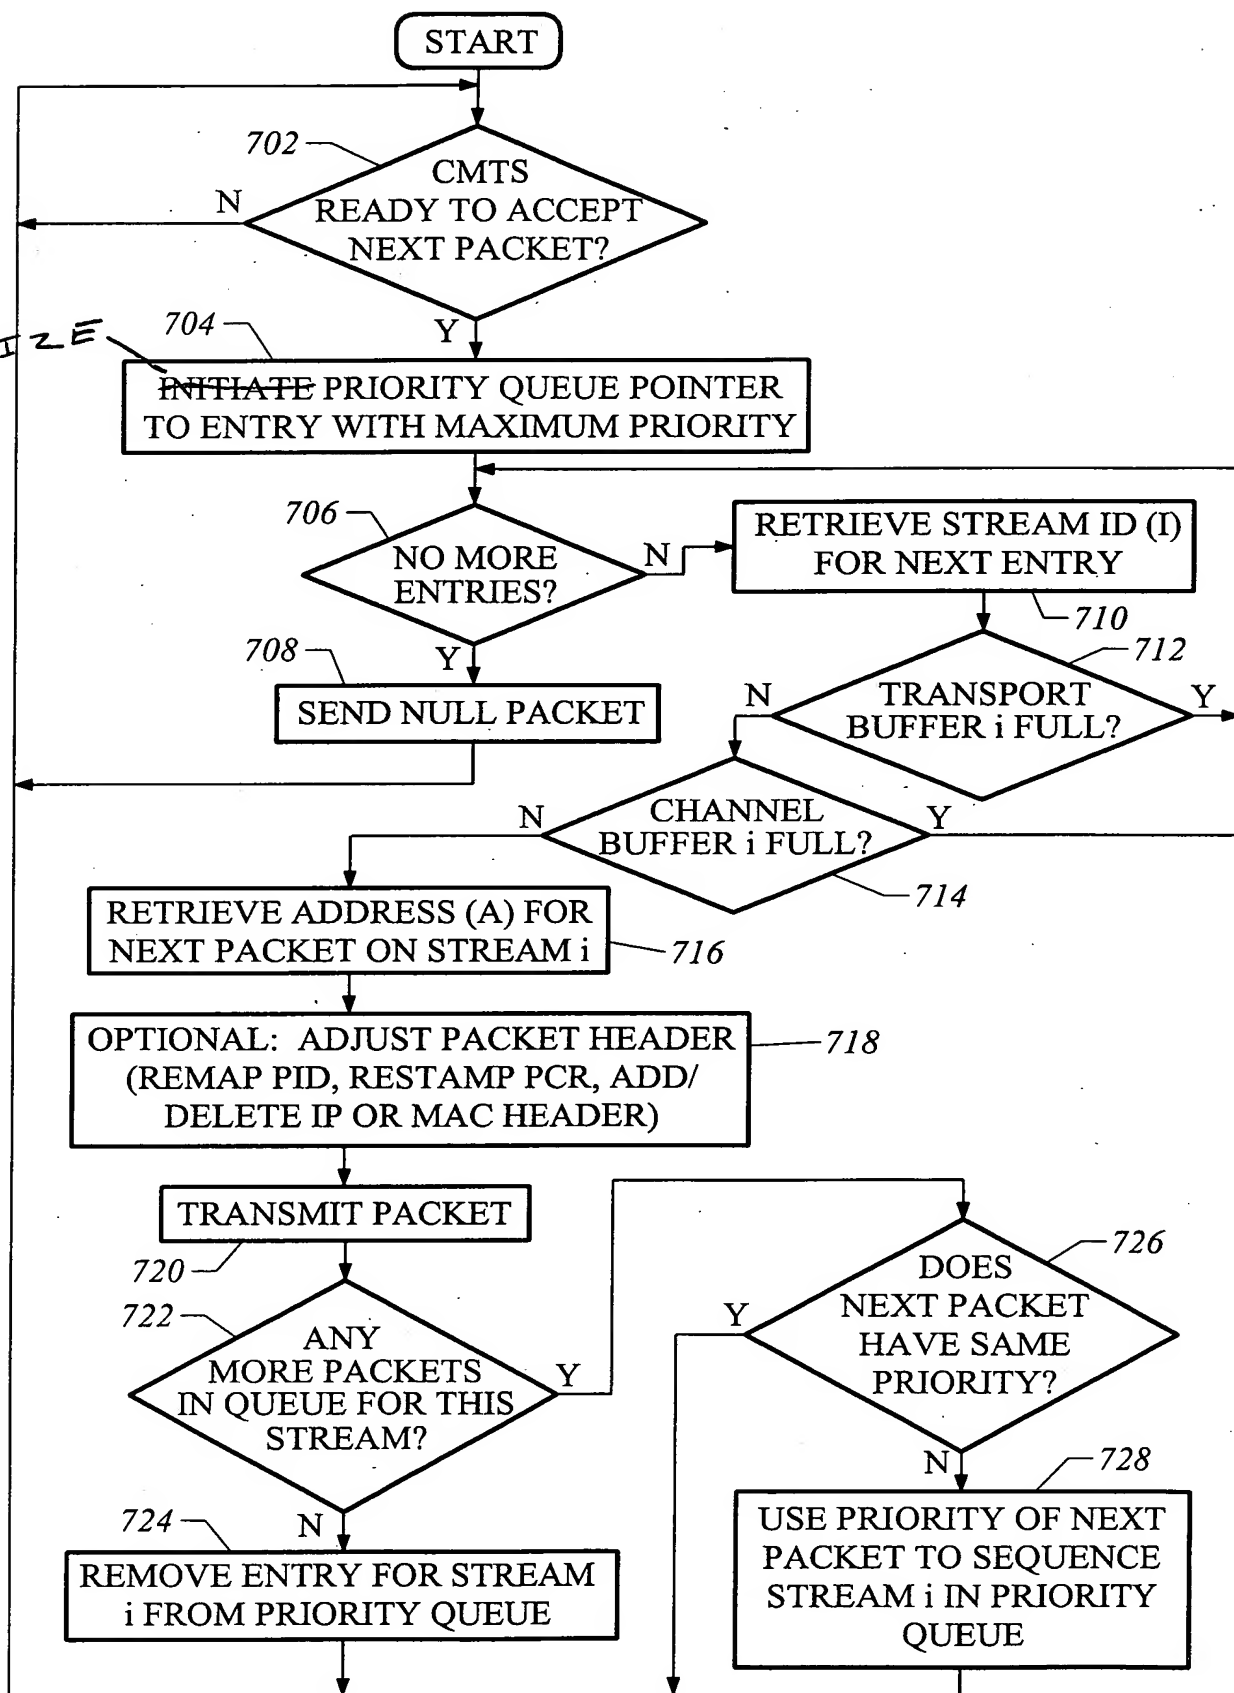 START
702
CMTS
READY TO ACCEPT
NEXT PACKET?
N
Y
IZE
704
INITIATE PRIORITY QUEUE POINTER
TO ENTRY WITH MAXIMUM PRIORITY
706
NO MORE
ENTRIES?
N
Y
RETRIEVE STREAM ID (I)
FOR NEXT ENTRY
710
708
SEND NULL PACKET
712
TRANSPORT
BUFFER i FULL?
N
Y
CHANNEL
BUFFER i FULL?
N
Y
714
RETRIEVE ADDRESS (A) FOR
NEXT PACKET ON STREAM i
716
OPTIONAL: ADJUST PACKET HEADER
(REMAP PID, RESTAMP PCR, ADD/
DELETE IP OR MAC HEADER)
718
TRANSMIT PACKET
720
722
ANY
MORE PACKETS
IN QUEUE FOR THIS
STREAM?
Y
N
726
DOES
NEXT PACKET
HAVE SAME
PRIORITY?
Y
N
724
REMOVE ENTRY FOR STREAM
i FROM PRIORITY QUEUE
728
USE PRIORITY OF NEXT
PACKET TO SEQUENCE
STREAM i IN PRIORITY
QUEUE